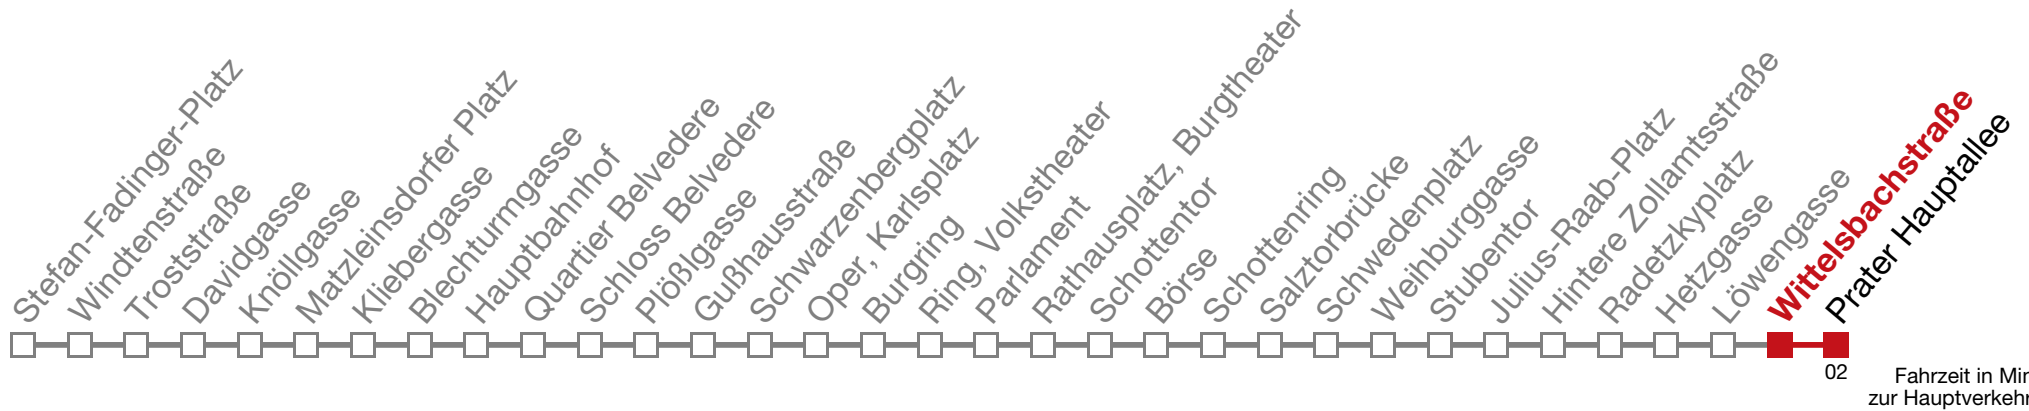 Stefan-Fadinger-Platz
Windtenstraße
Troststraße
Davidgasse
Knöllgasse
Matzleinsdorfer Platz
Kliebergasse
Blechturmgasse
Hauptbahnhof
Quartier Belvedere
Schloss Belvedere
Plößlgasse
Gußhausstraße
Schwarzenbergplatz
Oper, Karlsplatz
Burgring
Ring, Volkstheater
Parlament
Rathausplatz, Burgtheater
Schottentor
Börse
Schottenring
Salztorbrücke
Schwedenplatz
Weihburggasse
Stubentor
Julius-Raab-Platz
Hintere Zollamtsstraße
Radetzkyplatz
Hetzgasse
Löwengasse
Wittelsbachstraße
Prater Hauptallee
02
Fahrzeit in Min
zur Hauptverkehr